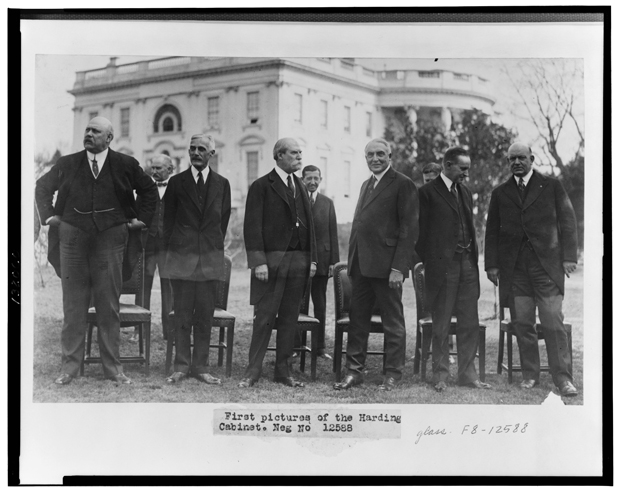 First pictures of the Harding
Cabinet. Neg No 12588
glass. F8-12588